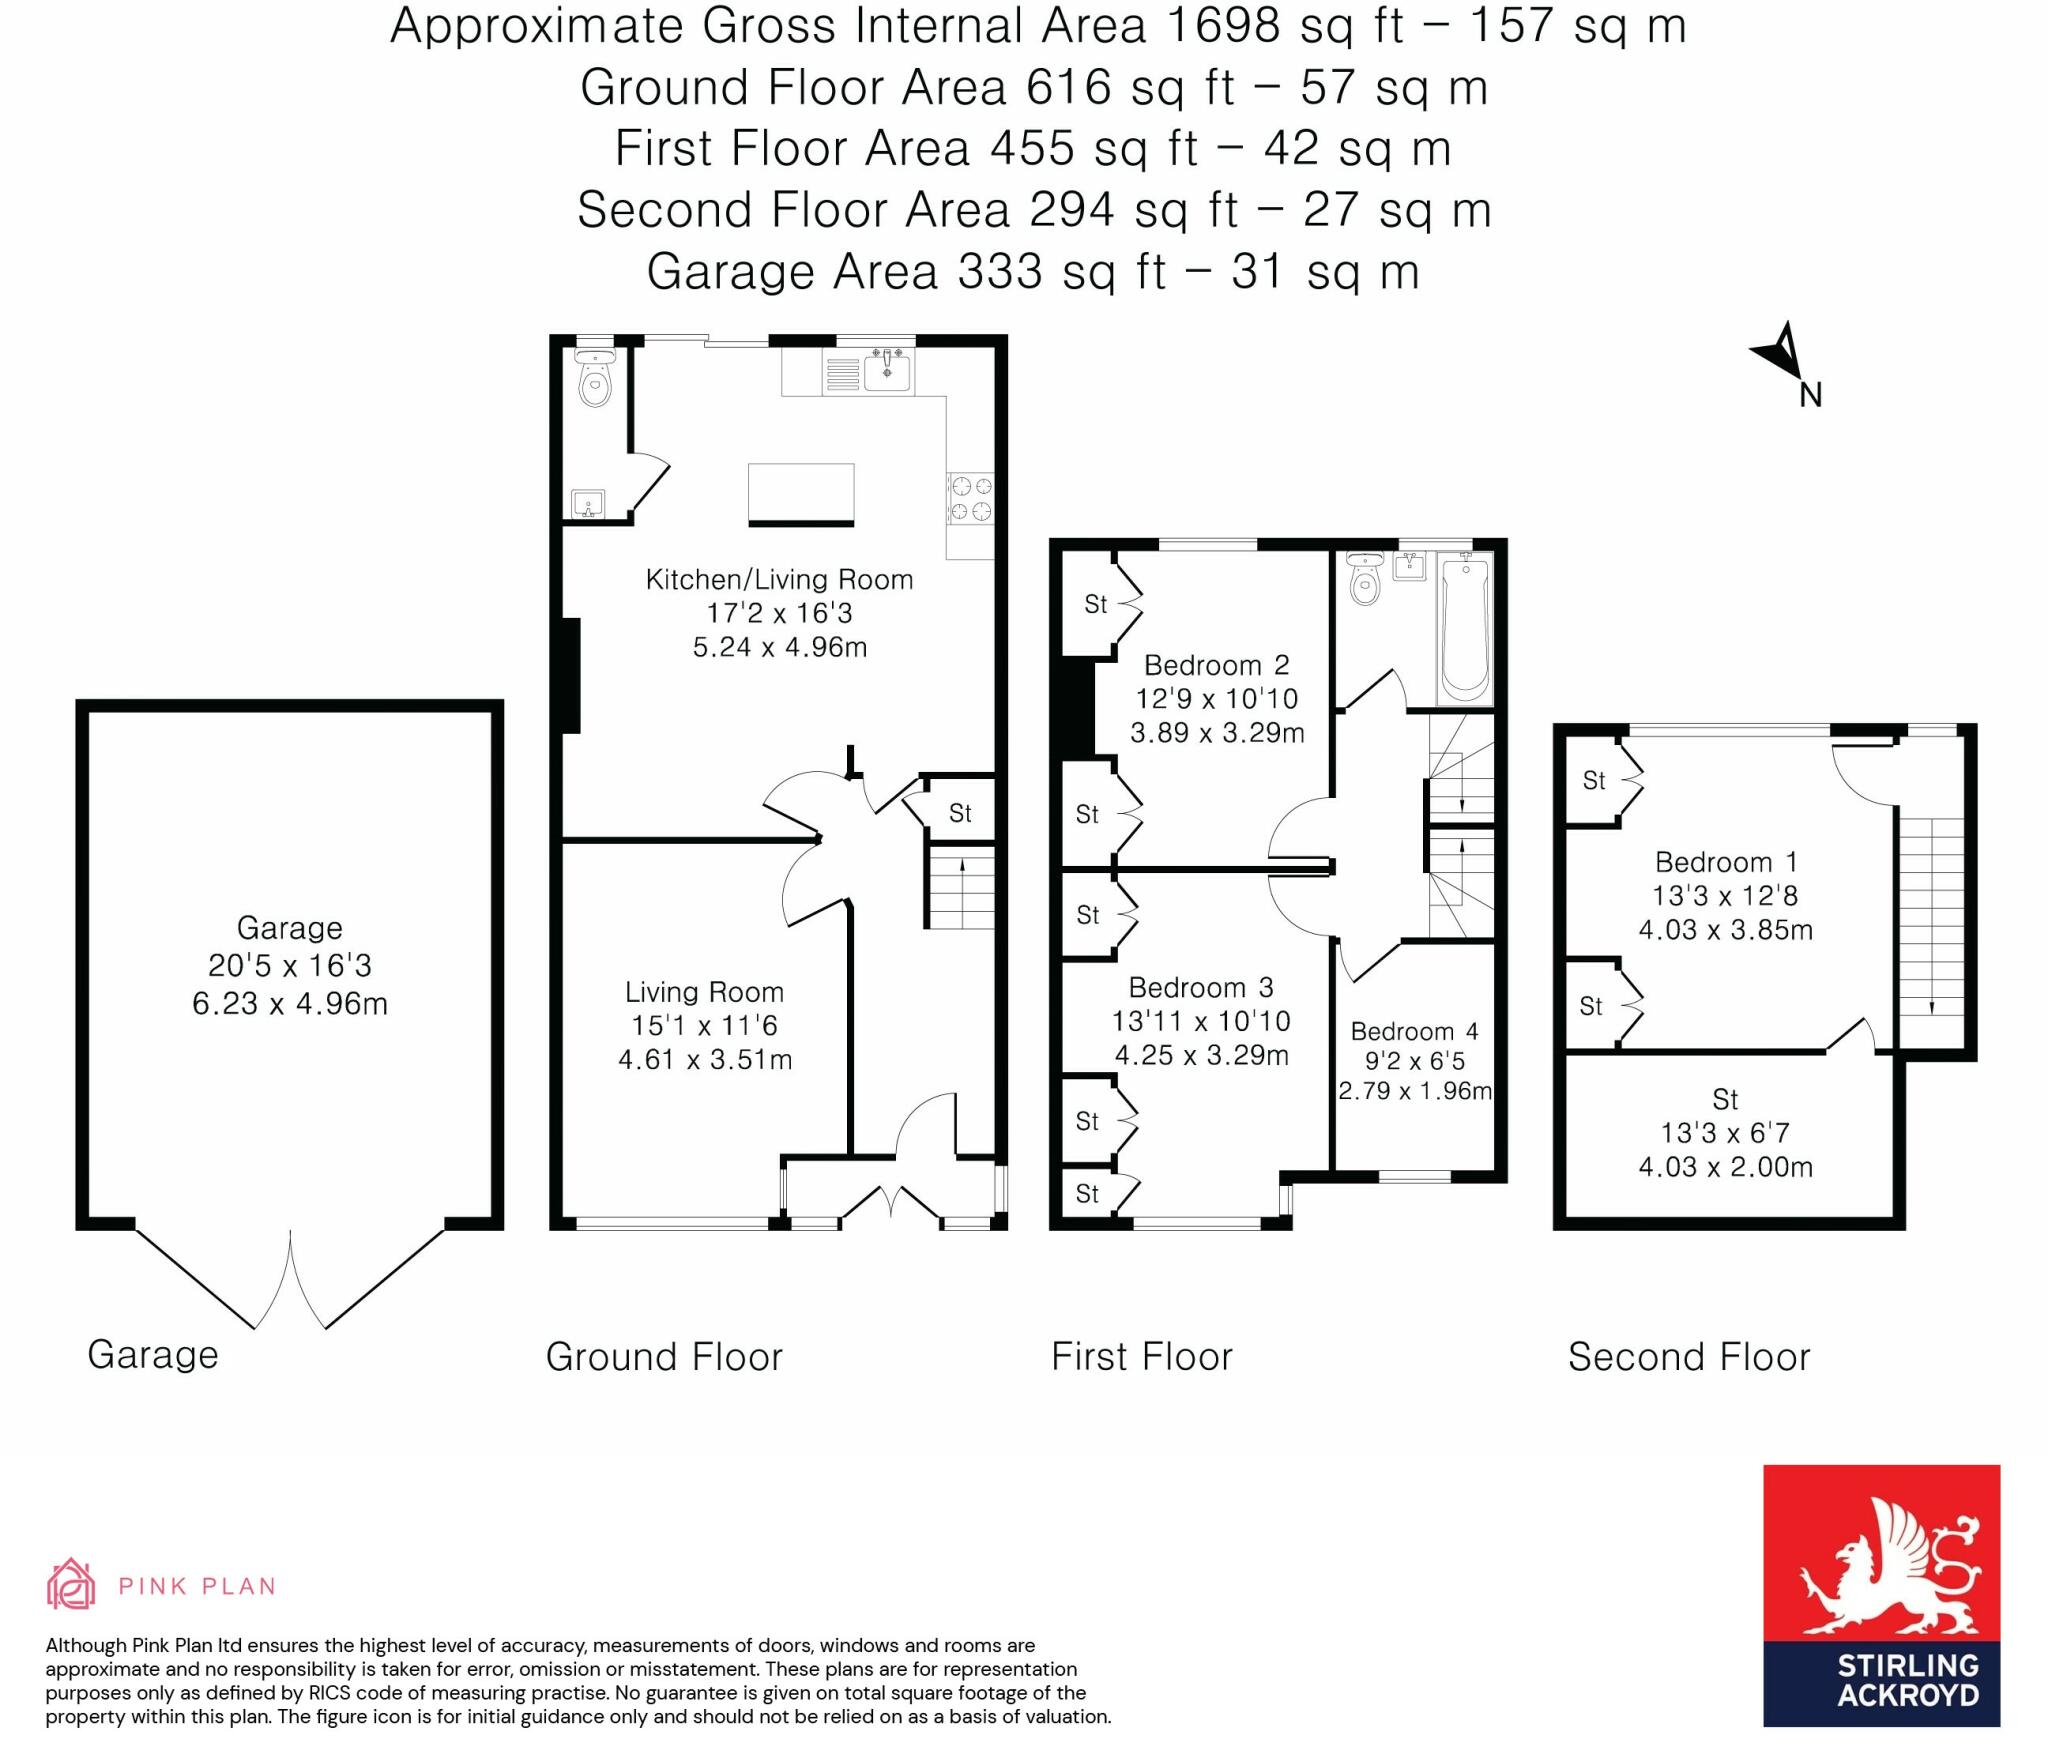 Approximate Gross Internal Area 1698 sq ft – 157 sq m
Ground Floor Area 616 sq ft – 57 sq m
First Floor Area 455 sq ft – 42 sq m
Second Floor Area 294 sq ft – 27 sq m
Garage Area 333 sq ft – 31 sq m
N
Garage
20'5 x 16'3
6.23 x 4.96m
Garage
Kitchen/Living Room
17'2 x 16'3
5.24 x 4.96m
St
Living Room
15'1 x 11'6
4.61 x 3.51m
Ground Floor
St
Bedroom 2
12'9 x 10'10
3.89 x 3.29m
St
St
Bedroom 3
13'11 x 10'10
4.25 x 3.29m
Bedroom 4
9'2 x 6'5
2.79 x 1.96m
St
St
First Floor
St
Bedroom 1
13'3 x 12'8
4.03 x 3.85m
St
St
13'3 x 6'7
4.03 x 2.00m
Second Floor
PINK PLAN
Although Pink Plan ltd ensures the highest level of accuracy, measurements of doors, windows and rooms are
approximate and no responsibility is taken for error, omission or misstatement. These plans are for representation
purposes only as defined by RICS code of measuring practise. No guarantee is given on total square footage of the
property within this plan. The figure icon is for initial guidance only and should not be relied on as a basis of valuation.
STIRLING
ACKROYD